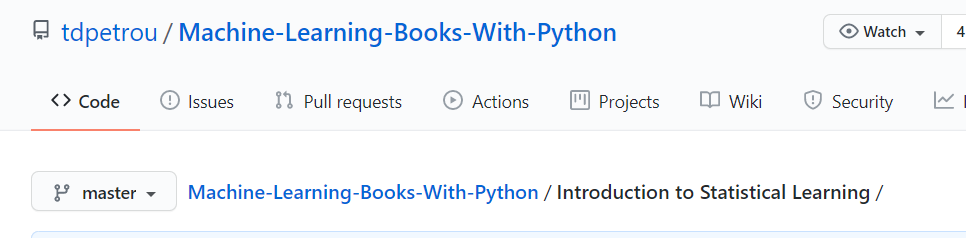 tdpetrou / Machine-Learning-Books-With-Python Watch 4
Code Issues Pull requests Actions Projects Wiki Security
master Machine-Learning-Books-With-Python / Introduction to Statistical Learning /